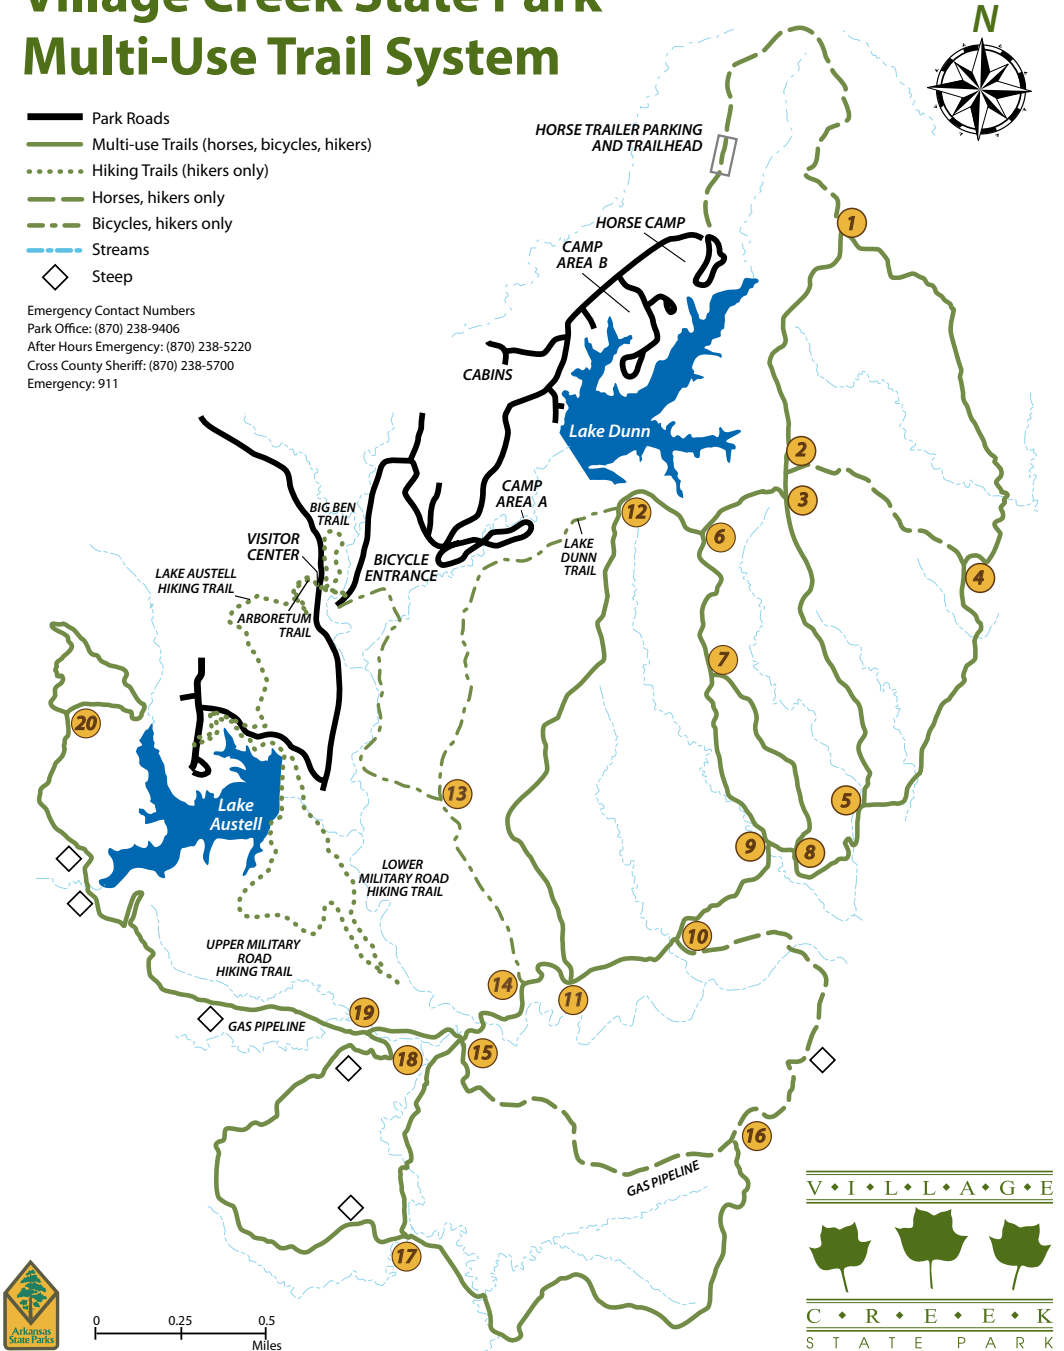 Village Creek State Park
Multi-Use Trail System
N
Park Roads
Multi-use Trails (horses, bicycles, hikers)
Hiking Trails (hikers only)
Horses, hikers only
Bicycles, hikers only
Streams
Steep
Emergency Contact Numbers
Park Office: (870) 238-9406
After Hours Emergency: (870) 238-5220
Cross County Sheriff: (870) 238-5700
Emergency: 911
HORSE TRAILER PARKING
AND TRAILHEAD
HORSE CAMP
CAMP
AREA B
CABINS
Lake Dunn
CAMP
AREA A
BIG BEN
TRAIL
VISITOR
CENTER
BICYCLE
ENTRANCE
LAKE
DUNN
TRAIL
LAKE AUSTELL
HIKING TRAIL
ARBORETUM
TRAIL
Lake
Austell
LOWER
MILITARY ROAD
HIKING TRAIL
UPPER MILITARY
ROAD
HIKING TRAIL
GAS PIPELINE
GAS PIPELINE
1
2
3
4
5
6
7
8
9
10
11
12
13
14
15
16
17
18
19
20
0 0.25 0.5
Miles
Arkansas
State Parks
V • I • L • L • A • G • E
C • R • E • E • K
STATE PARK